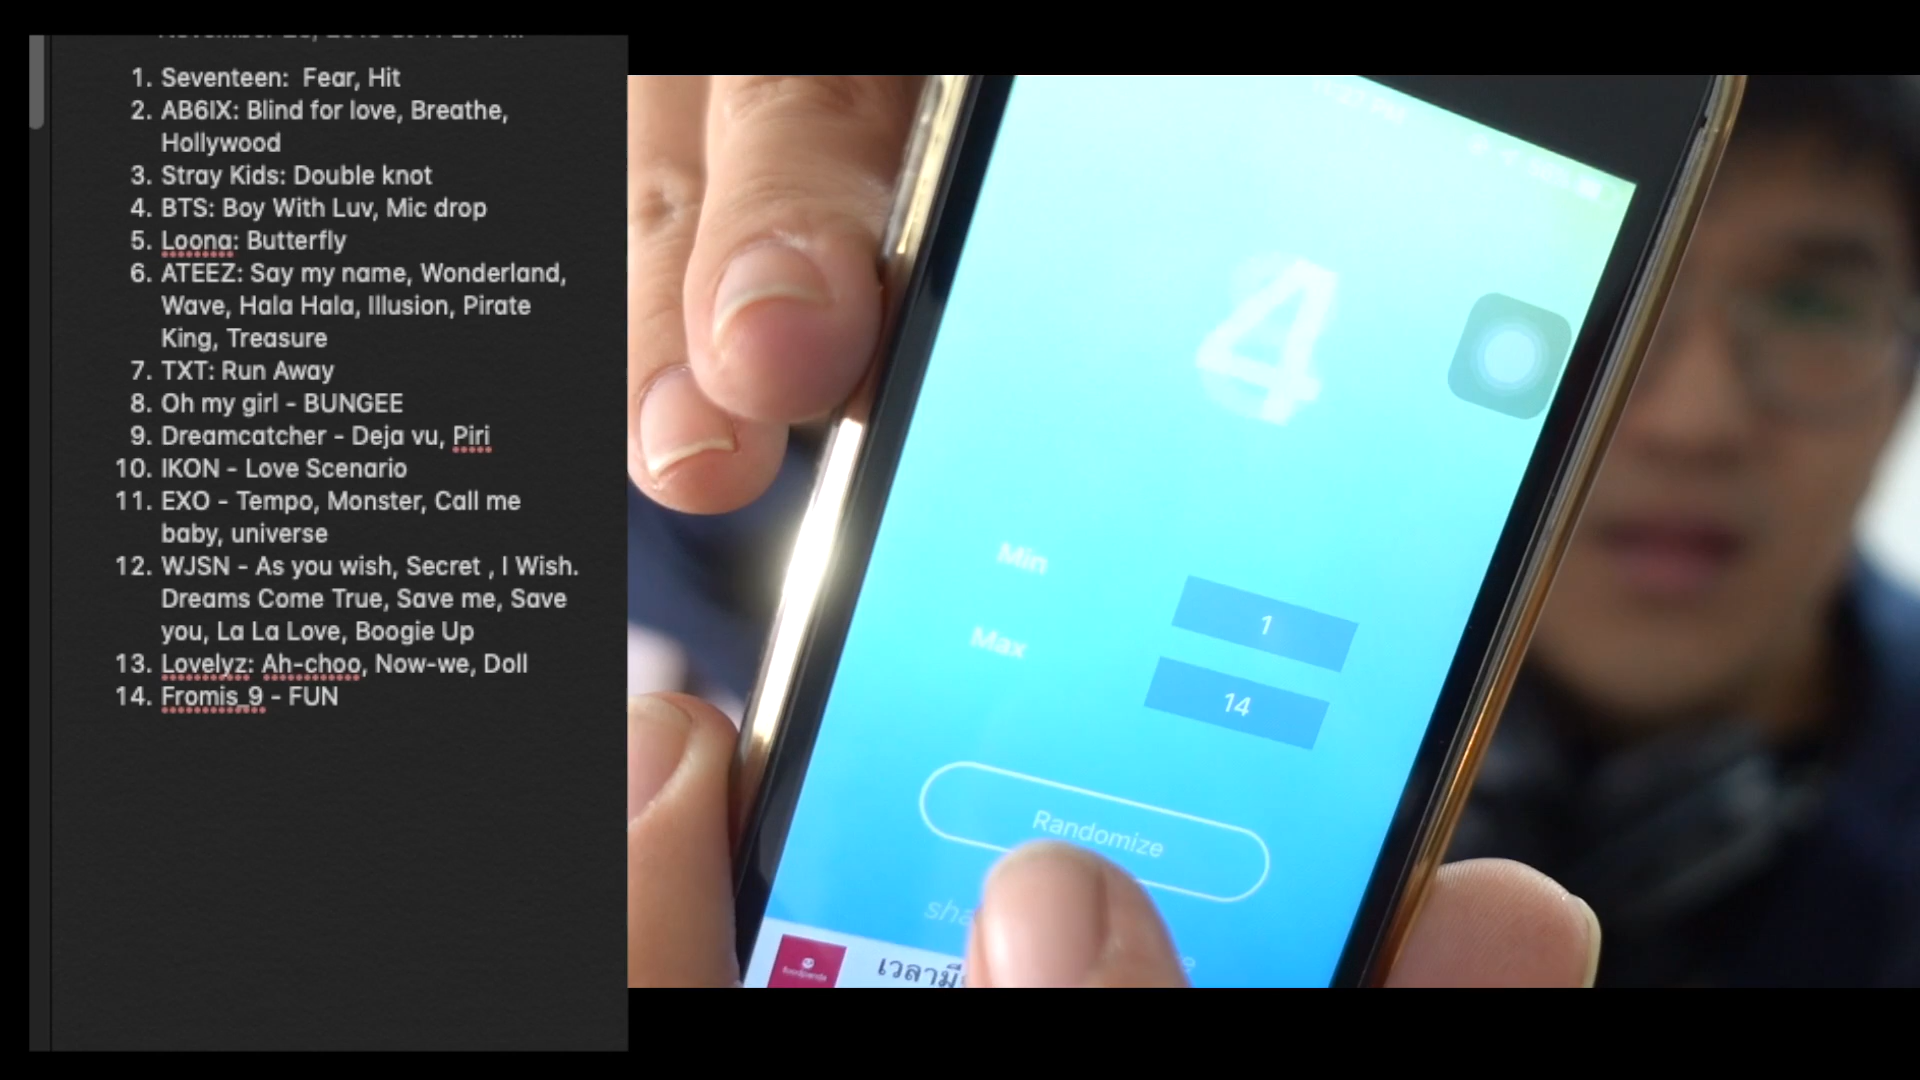 1. Seventeen: Fear, Hit
2. AB6IX: Blind for love, Breathe,
Hollywood
3. Stray Kids: Double knot
4. BTS: Boy With Luv, Mic drop
5. Loona: Butterfly
6. ATEEZ: Say my name, Wonderland,
Wave, Hala Hala, Illusion, Pirate
King, Treasure
7. TXT: Run Away
8. Oh my girl - BUNGEE
9. Dreamcatcher - Deja vu, Piri
10. IKON - Love Scenario
11. EXO - Tempo, Monster, Call me
baby, universe
12. WJSN - As you wish, Secret , I Wish.
Dreams Come True, Save me, Save
you, La La Love, Boogie Up
13. Lovelyz: Ah-choo, Now-we, Doll
14. Fromis_9 - FUN
4
Min
1
Max
14
Randomize
foodpanda